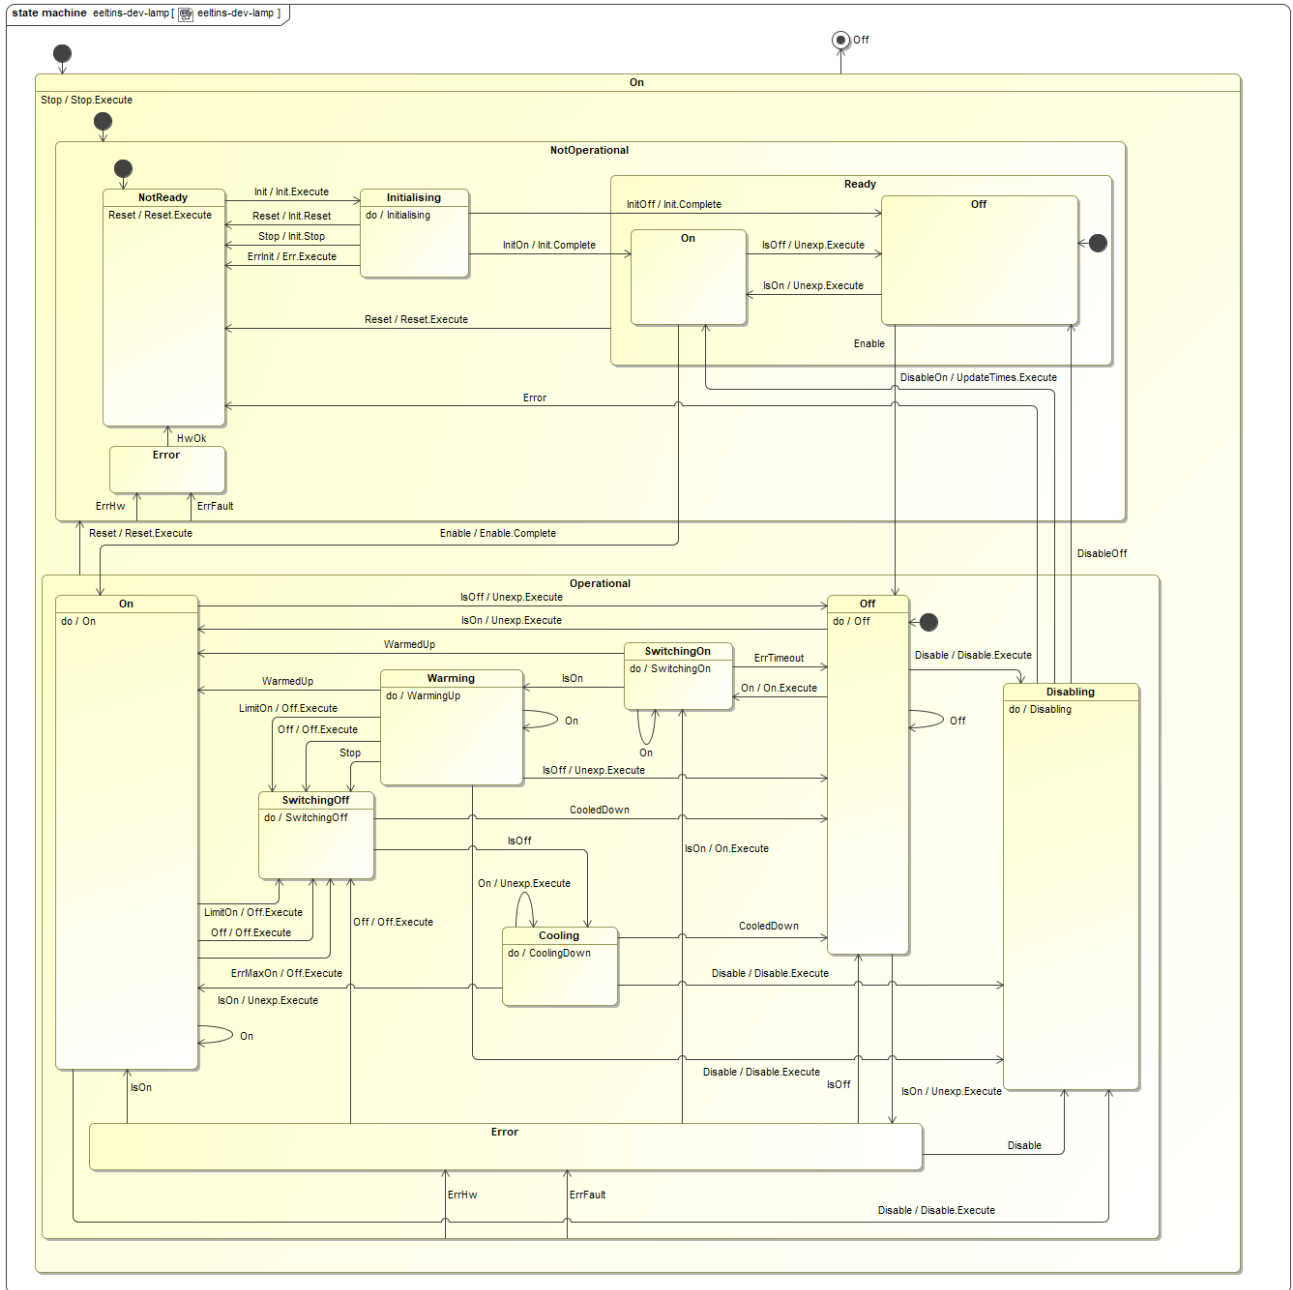 state machine eeltins-dev-lamp [ eeltins-dev-lamp ]
Off
On
Stop / Stop.Execute
NotOperational
NotReady
Reset / Reset.Execute
Init / Init.Execute
Reset / Init.Reset
Stop / Init.Stop
ErrInit / Err.Execute
Initialising
do / Initialising
InitOff / Init.Complete
InitOn / Init.Complete
Ready
On
Off
IsOff / Unexp.Execute
IsOn / Unexp.Execute
Reset / Reset.Execute
Enable
DisableOn / UpdateTimes.Execute
Error
HwOk
Error
ErrHw
ErrFault
Reset / Reset.Execute
Enable / Enable.Complete
DisableOff
Operational
On
do / On
IsOff / Unexp.Execute
IsOn / Unexp.Execute
Off
do / Off
WarmedUp
SwitchingOn
do / SwitchingOn
ErrTimeout
Disable / Disable.Execute
WarmedUp
Warming
do / WarmingUp
IsOn
On / On.Execute
Disabling
do / Disabling
LimitOn / Off.Execute
Off / Off.Execute
Stop
On
On
Off
IsOff / Unexp.Execute
SwitchingOff
do / SwitchingOff
CooledDown
IsOff
IsOn / On.Execute
On / Unexp.Execute
LimitOn / Off.Execute
Off / Off.Execute
Off / Off.Execute
Cooling
do / CoolingDown
CooledDown
ErrMaxOn / Off.Execute
Disable / Disable.Execute
IsOn / Unexp.Execute
On
Disable / Disable.Execute
IsOn
IsOff
IsOn / Unexp.Execute
Error
Disable
ErrHw
ErrFault
Disable / Disable.Execute